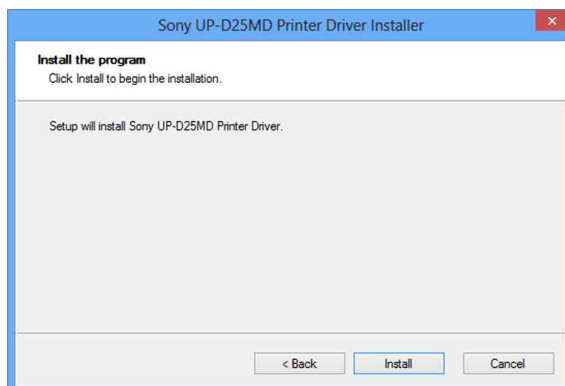 Sony UP-D25MD Printer Driver Installer
Install the program
Click Install to begin the installation.
Setup will install Sony UP-D25MD Printer Driver.
< Back
Install
Cancel